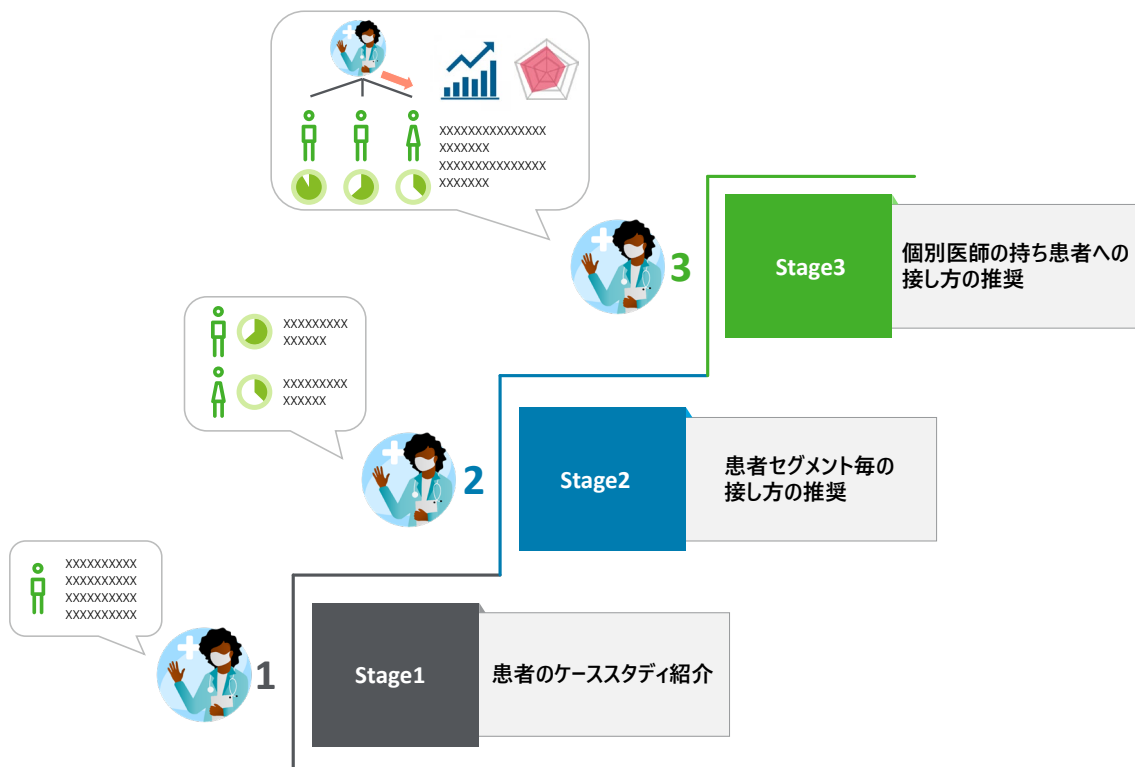 XXXXXXXXXXXXXXX
XXXXXXX
XXXXXXXXXXXXXXX
XXXXXXX
3
Stage3
個別医師の持ち患者への
接し方の推奨
XXXXXXXXX
XXXXXX
XXXXXXXXX
XXXXXX
2
Stage2
患者セグメント毎の
接し方の推奨
XXXXXXXXXX
XXXXXXXXXX
XXXXXXXXXX
XXXXXXXXXX
1
Stage1
患者のケーススタディ紹介